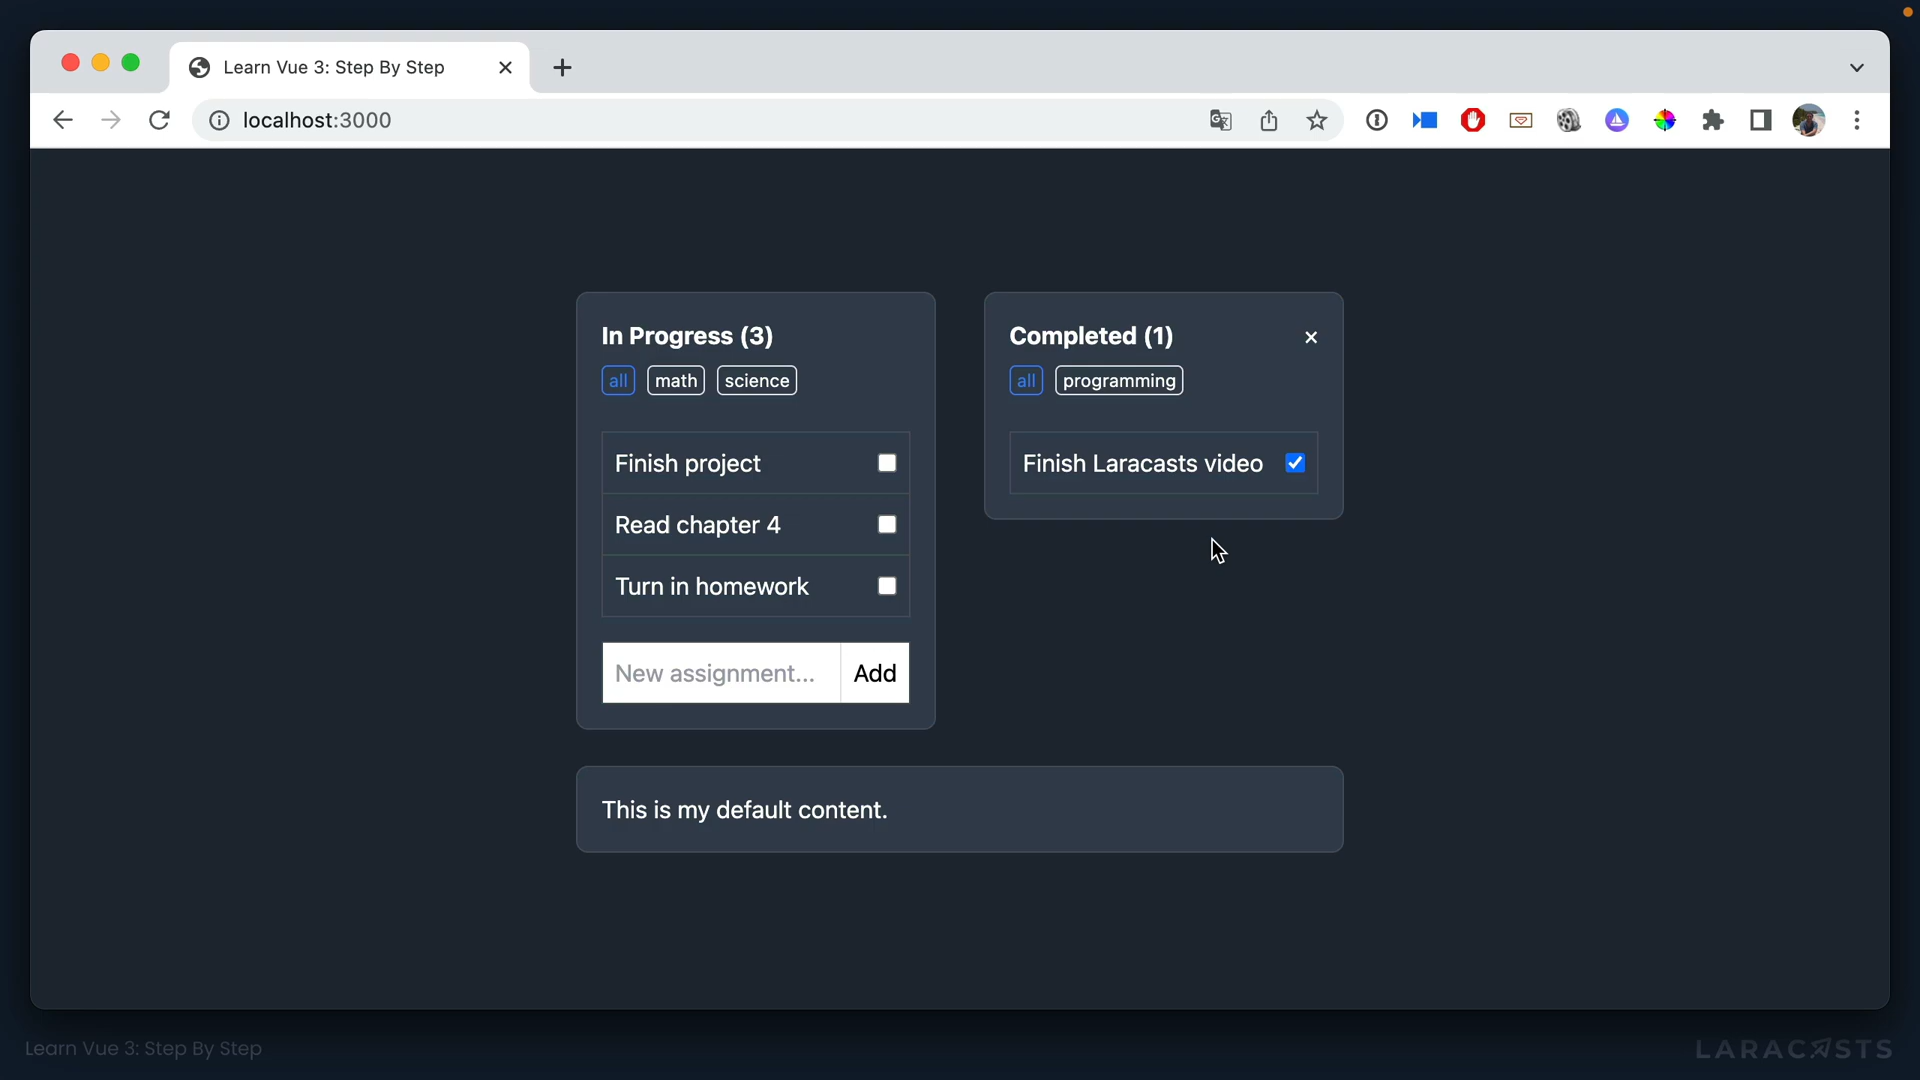 Learn Vue 3: Step By Step
localhost:3000
In Progress (3)
all math science
Finish project
Read chapter 4
Turn in homework
New assignment... Add
Completed (1)
all programming
Finish Laracasts video
This is my default content.
Learn Vue 3: Step By Step
LARACASTS